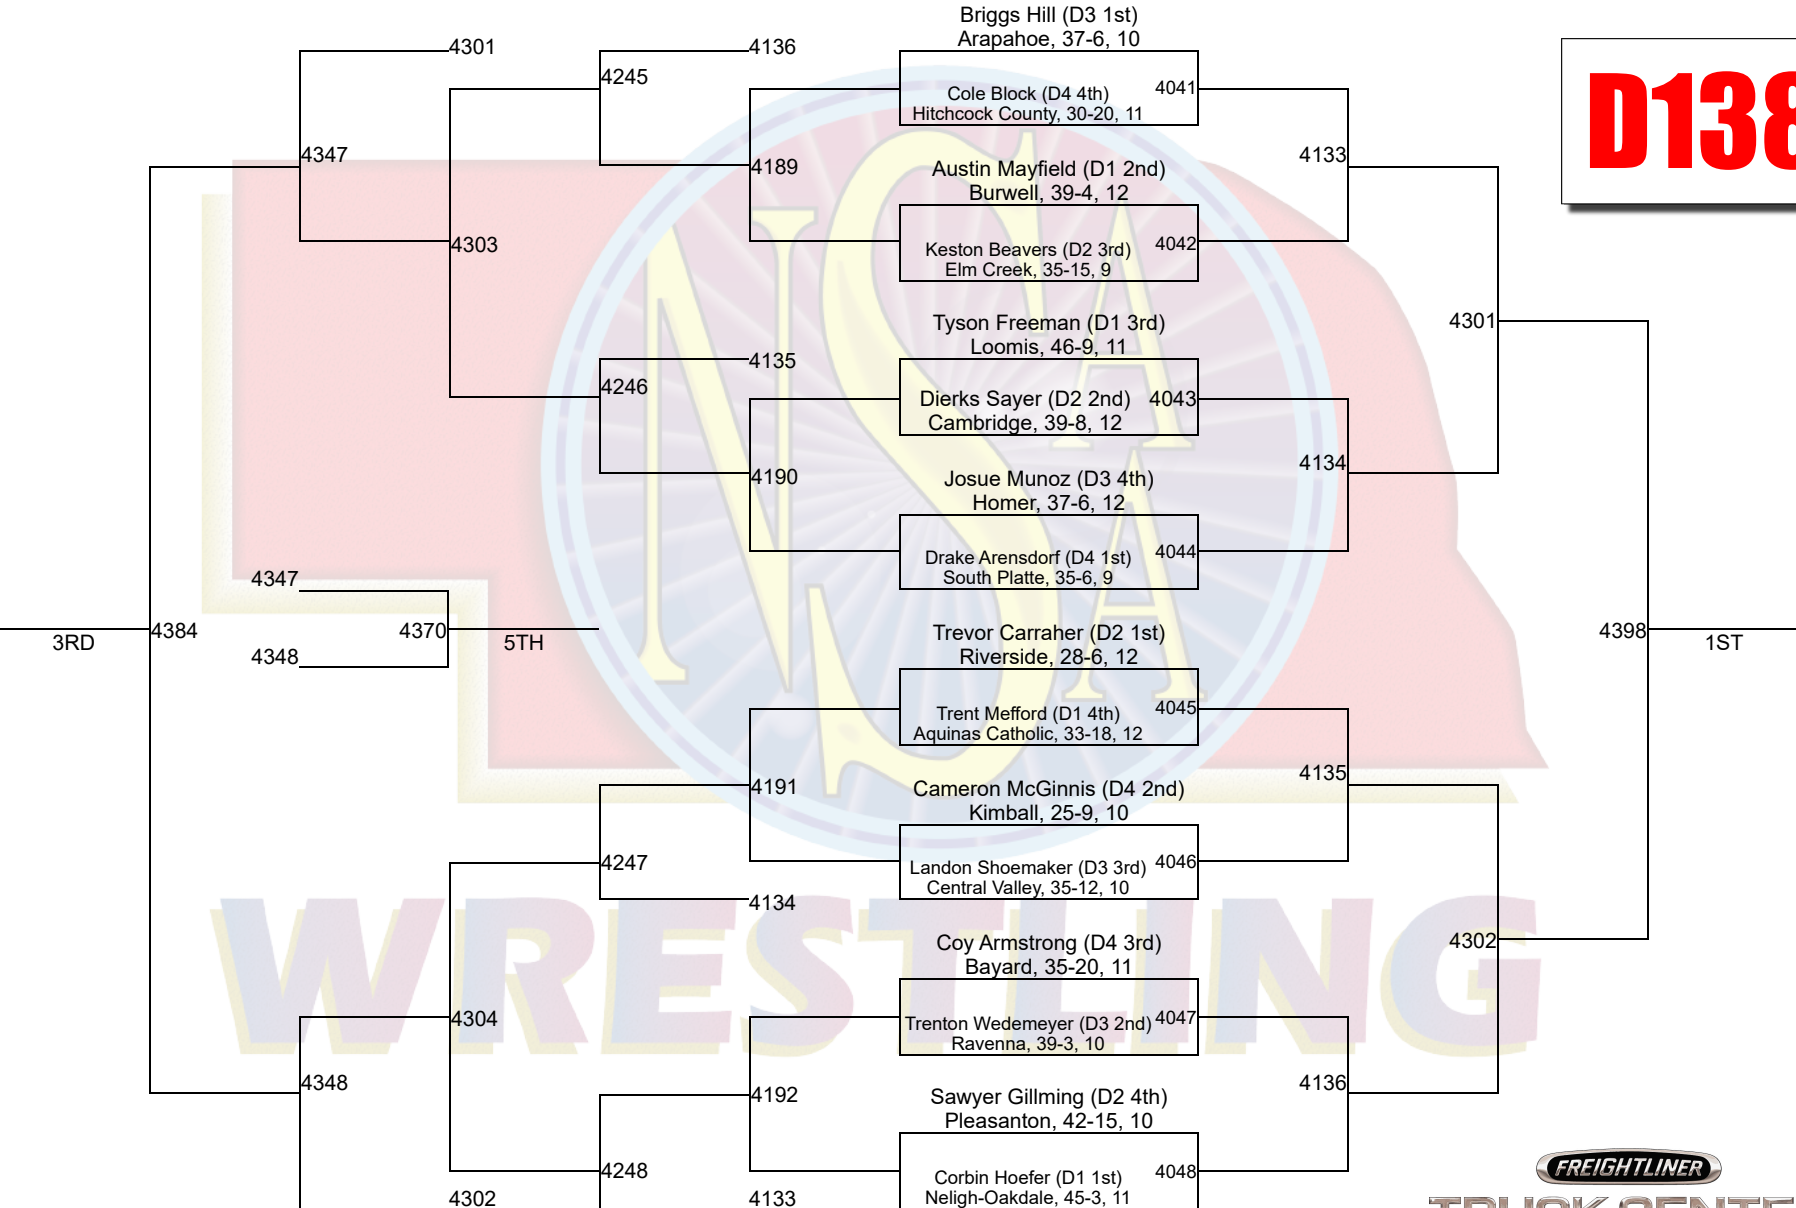 Briggs Hill (D3 1st)
Arapahoe, 37-6, 10
4301
4136
4245
Cole Block (D4 4th)
4041
Hitchcock County, 30-20, 11
D138
4347
4189
Austin Mayfield (D1 2nd)
Burwell, 39-4, 12
4133
4303
Keston Beavers (D2 3rd)
4042
Elm Creek, 35-15, 9
Tyson Freeman (D1 3rd)
Loomis, 46-9, 11
4301
4135
4246
Dierks Sayer (D2 2nd)
4043
Cambridge, 39-8, 12
4190
Josue Munoz (D3 4th)
Homer, 37-6, 12
4134
Drake Arensdorf (D4 1st)
4044
South Platte, 35-6, 9
4347
3RD
4384
4370
5TH
4348
Trevor Carraher (D2 1st)
Riverside, 28-6, 12
4398
1ST
Trent Mefford (D1 4th)
4045
Aquinas Catholic, 33-18, 12
4191
Cameron McGinnis (D4 2nd)
Kimball, 25-9, 10
4135
4247
Landon Shoemaker (D3 3rd)
4046
Central Valley, 35-12, 10
4134
Coy Armstrong (D4 3rd)
Bayard, 35-20, 11
4302
4304
Trenton Wedemeyer (D3 2nd)
4047
Ravenna, 39-3, 10
4348
4192
Sawyer Gillming (D2 4th)
Pleasanton, 42-15, 10
4136
4248
Corbin Hoefer (D1 1st)
4048
Neligh-Oakdale, 45-3, 11
4302
4133
NSAA
WRESTLING
FREIGHTLINER
TRUCK CENTE